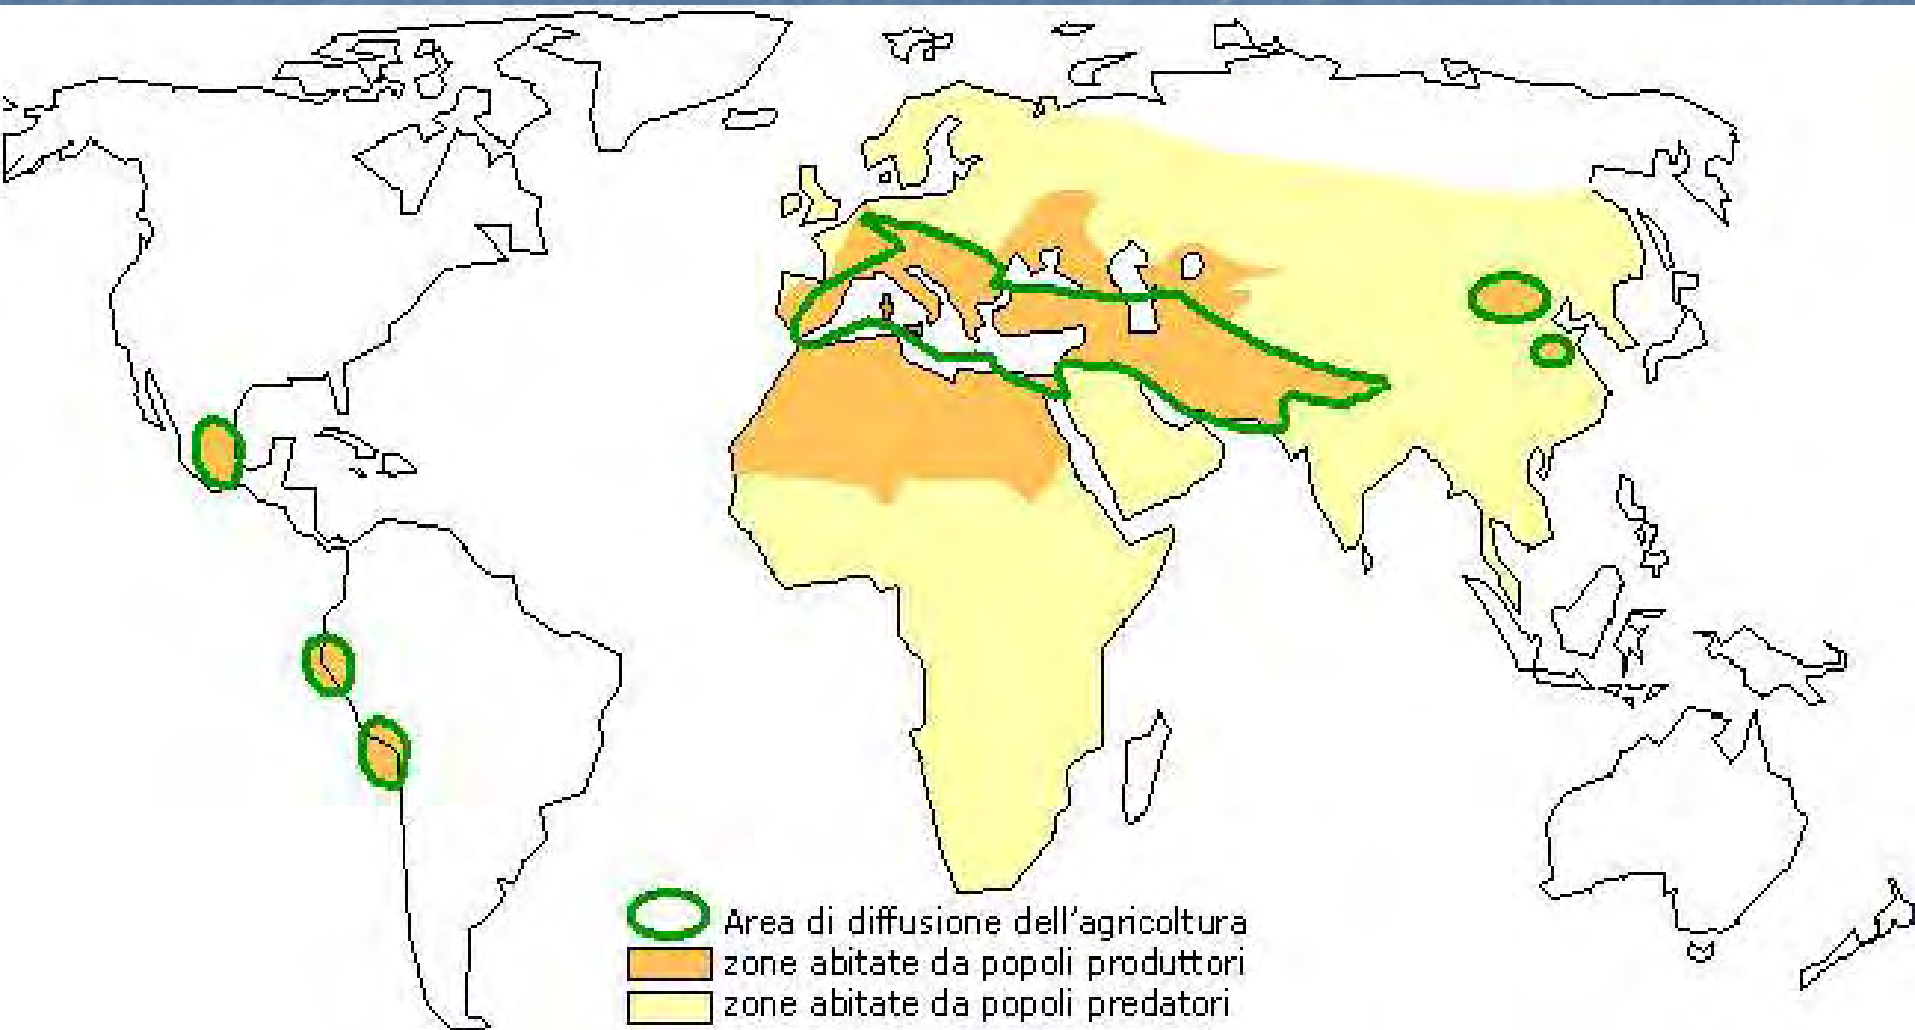 Area di diffusione dell'agricoltura
zone abitate da popoli produttori
zone abitate da popoli predatori